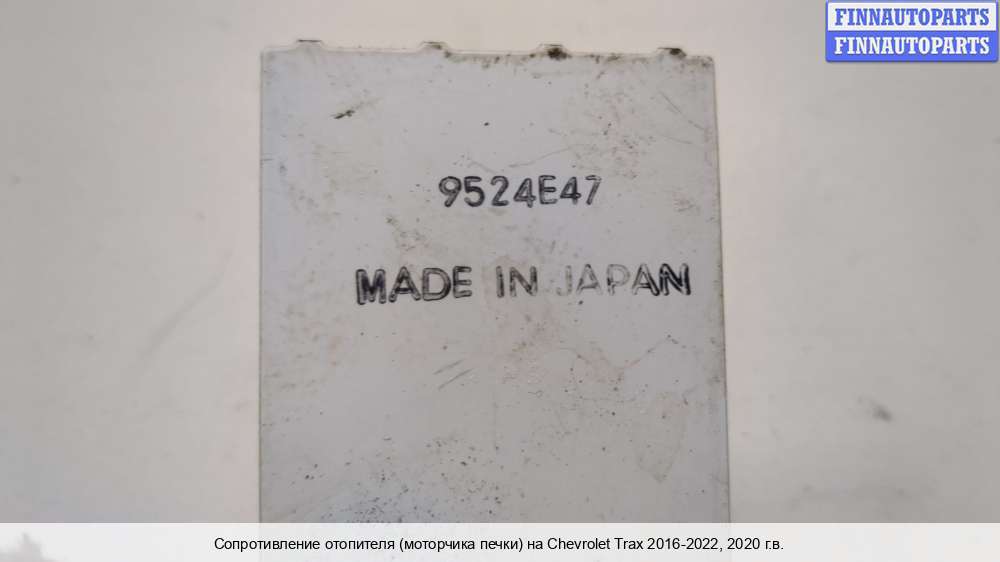 FINNAUTOPARTS
FINNAUTOPARTS
9524E47
MADE IN JAPAN
Сопротивление отопителя (моторчика печки) на Chevrolet Trax 2016-2022, 2020 г.в.